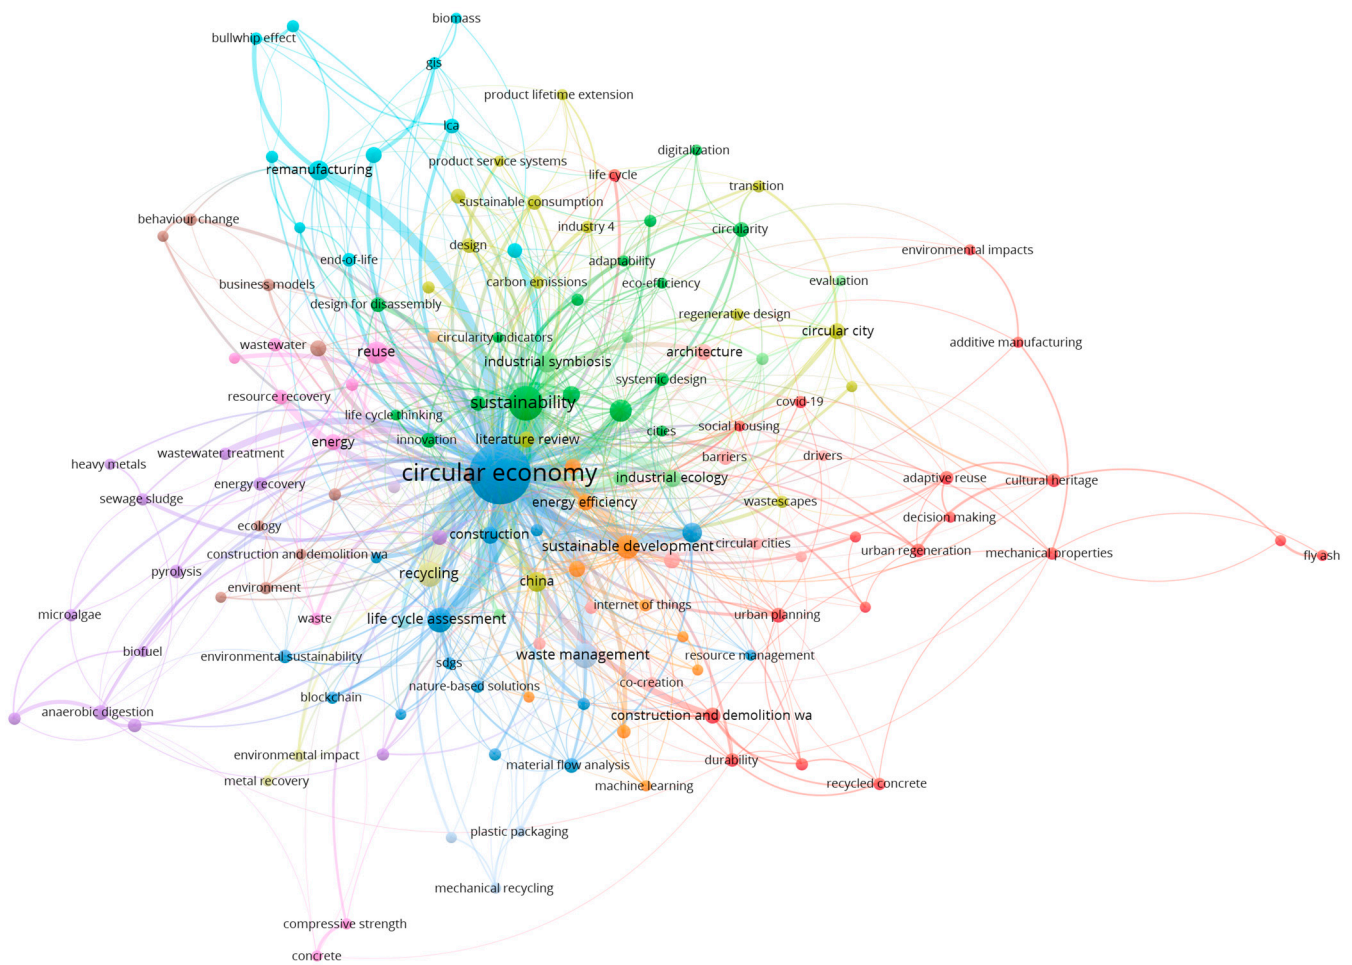 biomass
bullwhip effect
gis
product lifetime extension
lca
digitalization
product service systems
remanufacturing
life cycle
transition
sustainable consumption
behaviour change
industry 4
circularity
design
environmental impacts
end-of-life
adaptability
business models
carbon emissions
eco-efficiency
evaluation
design for disassembly
regenerative design
circular city
circularity indicators
additive manufacturing
wastewater
reuse
architecture
industrial symbiosis
systemic design
resource recovery
sustainability
covid-19
life cycle thinking
social housing
cities
innovation
literature review
energy
wastewater treatment
barriers
drivers
heavy metals
circular economy
industrial ecology
adaptive reuse
cultural heritage
energy recovery
sewage sludge
energy efficiency
wastescapes
decision making
ecology
construction
sustainable development
circular cities
urban regeneration
mechanical properties
construction and demolition wa
fly ash
pyrolysis
recycling
china
environment
internet of things
microalgae
waste
life cycle assessment
urban planning
biofuel
environmental sustainability
sdgs
waste management
resource management
co-creation
nature-based solutions
blockchain
anaerobic digestion
construction and demolition wa
environmental impact
durability
material flow analysis
metal recovery
machine learning
recycled concrete
plastic packaging
mechanical recycling
compressive strength
concrete